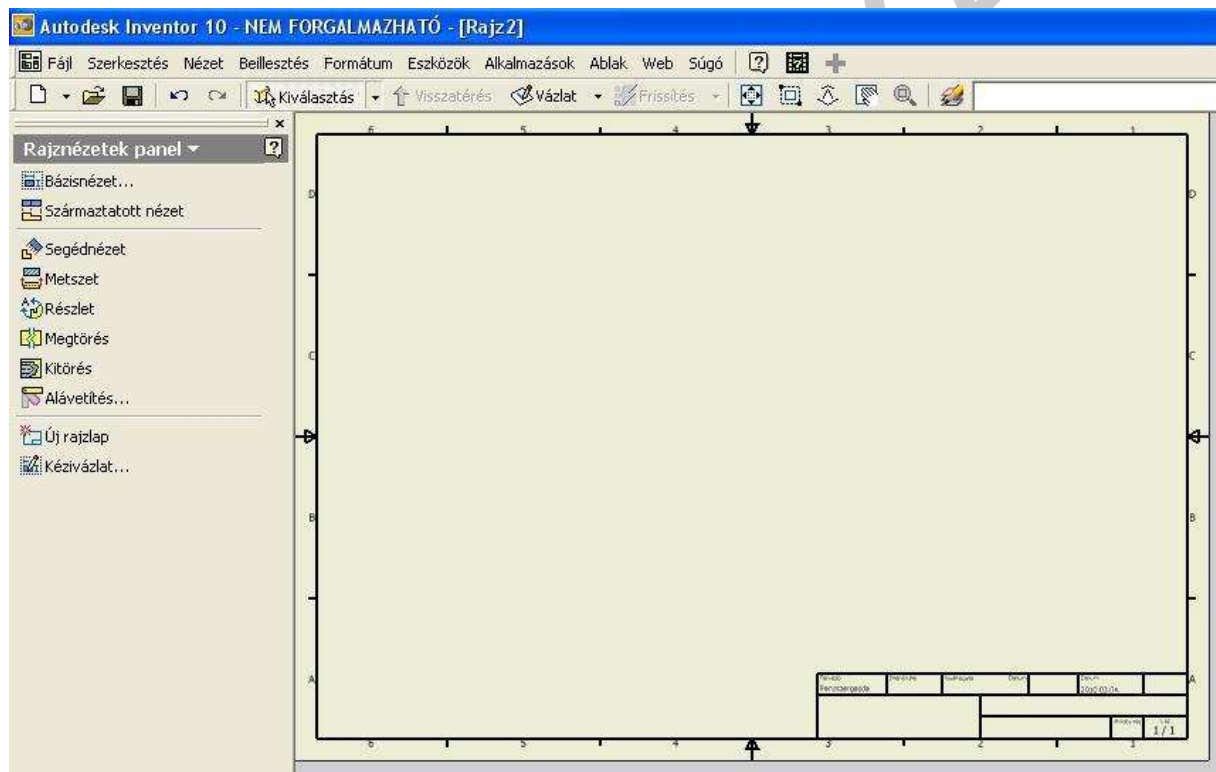 Autodesk Inventor 10 - NEM FORGALMAZHATÓ - [Rajz2]
Fájl Szerkesztés Nézet Beillesztés Formátum Eszközök Alkalmazások Ablak Web Súgó
Kiválasztás Visszatérés Vázlat Frissítés
Rajznézetek panel
Bázisnézet...
Származtatott nézet
Segédnézet
Metszet
Részlet
Megtörés
Kitörés
Alávetítés...
Új rajzlap
Kézivázlat...
6 5 4 3 2 1
D D
C C
B B
A A
1/1
6 5 4 3 2 1